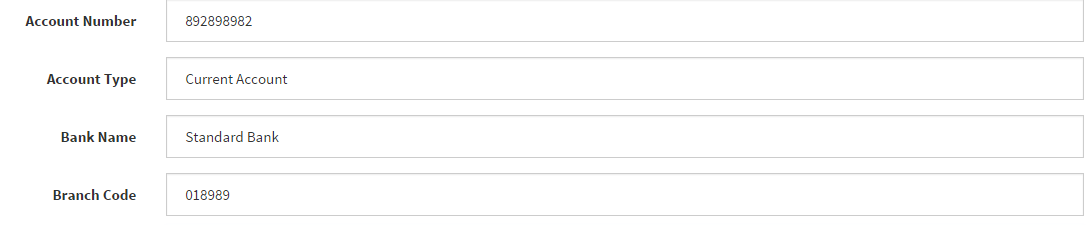 Account Number 892898982
Account Type Current Account
Bank Name Standard Bank
Branch Code 018989